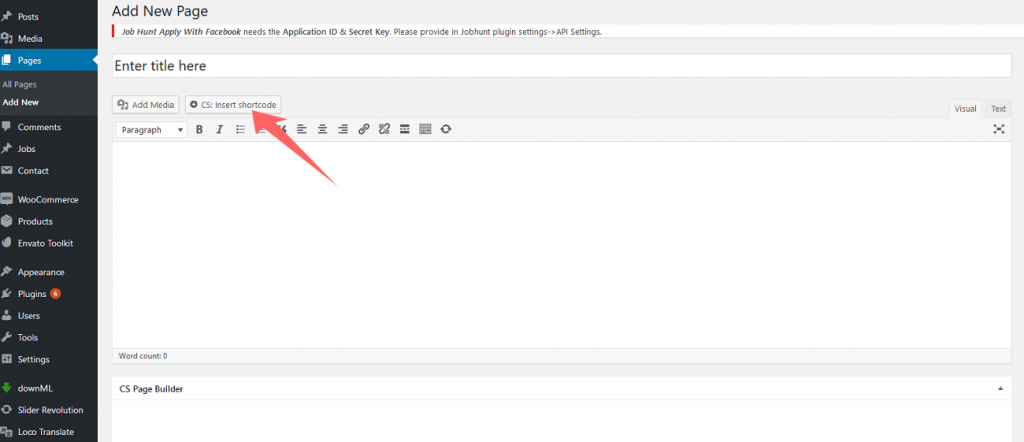 Posts
Media
Pages
All Pages
Add New
Comments
Jobs
Contact
WooCommerce
Products
Envato Toolkit
Appearance
Plugins 6
Users
Tools
Settings
downML
Slider Revolution
Loco Translate
Add New Page
Job Hunt Apply With Facebook needs the Application ID & Secret Key. Please provide in Jobhunt plugin settings->API Settings.
Enter title here
Add Media
CS: Insert shortcode
Visual
Text
Paragraph
B
I
Word count: 0
CS Page Builder